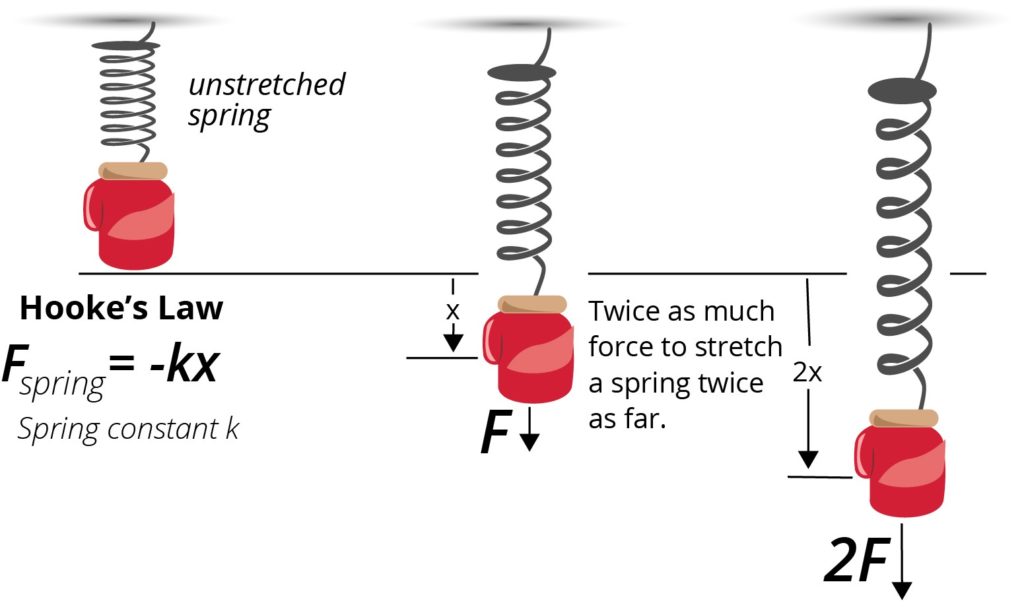 unstretched
spring
Hooke’s Law
Fspring = -kx
Spring constant k
x
F
Twice as much
force to stretch
a spring twice
as far.
2x
2F